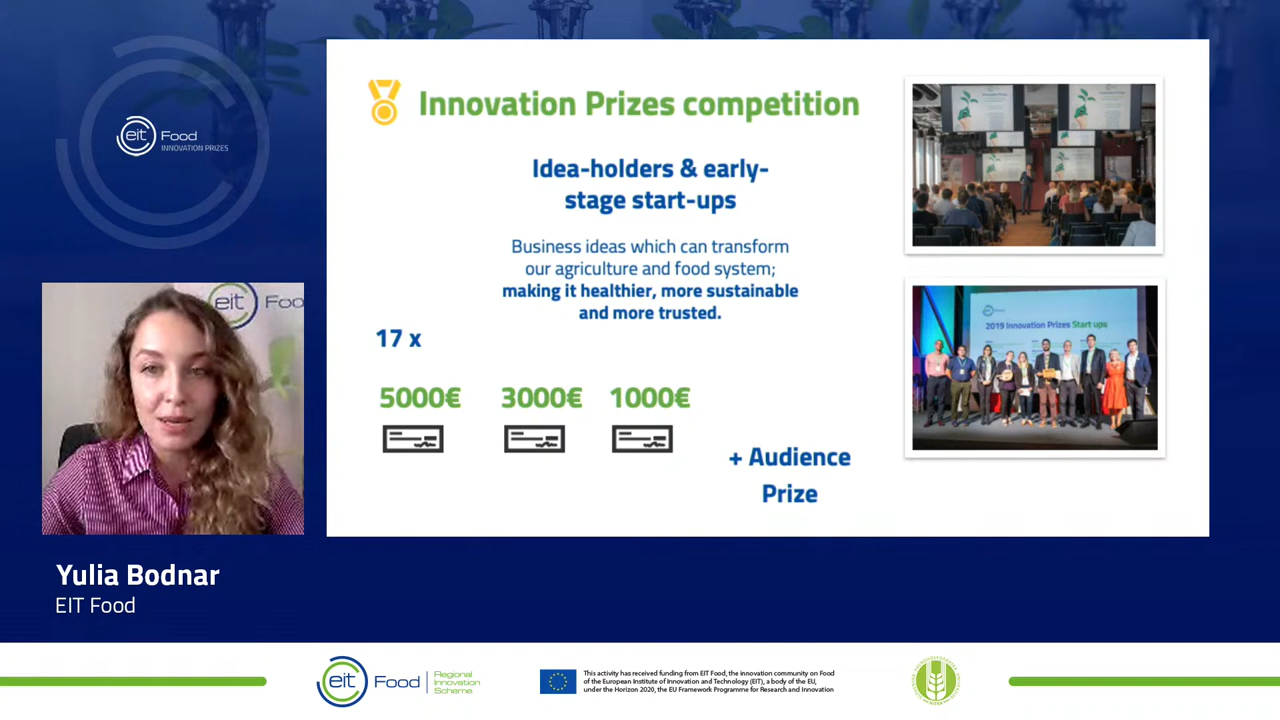 eit Food
INNOVATION PRIZES
Innovation Prizes competition
Idea-holders & early-
stage start-ups
Business ideas which can transform
our agriculture and food system;
making it healthier, more sustainable
and more trusted.
17 x
5000€ 3000€ 1000€
+ Audience
Prize
2019 Innovation Prizes Start ups
eit Foo
Yulia Bodnar
EIT Food
eit Food
Regional
Innovation
Scheme
This activity has received funding from EIT Food, the innovation community on Food
of the European Institute of Innovation and Technology (EIT), a body of the EU,
under the Horizon 2020, the EU Framework Programme for Research and Innovation